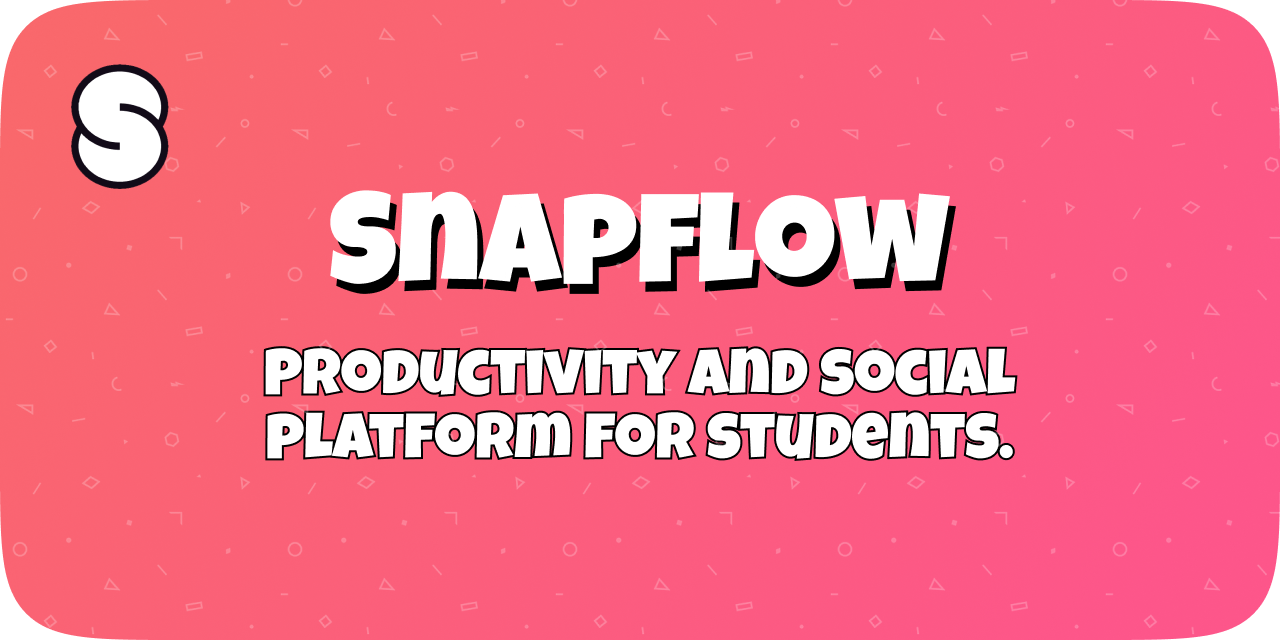 S
SNAPFLOW
PRODUCTIVITY AND SOCIAL
PLATFORM FOR STUDENTS.